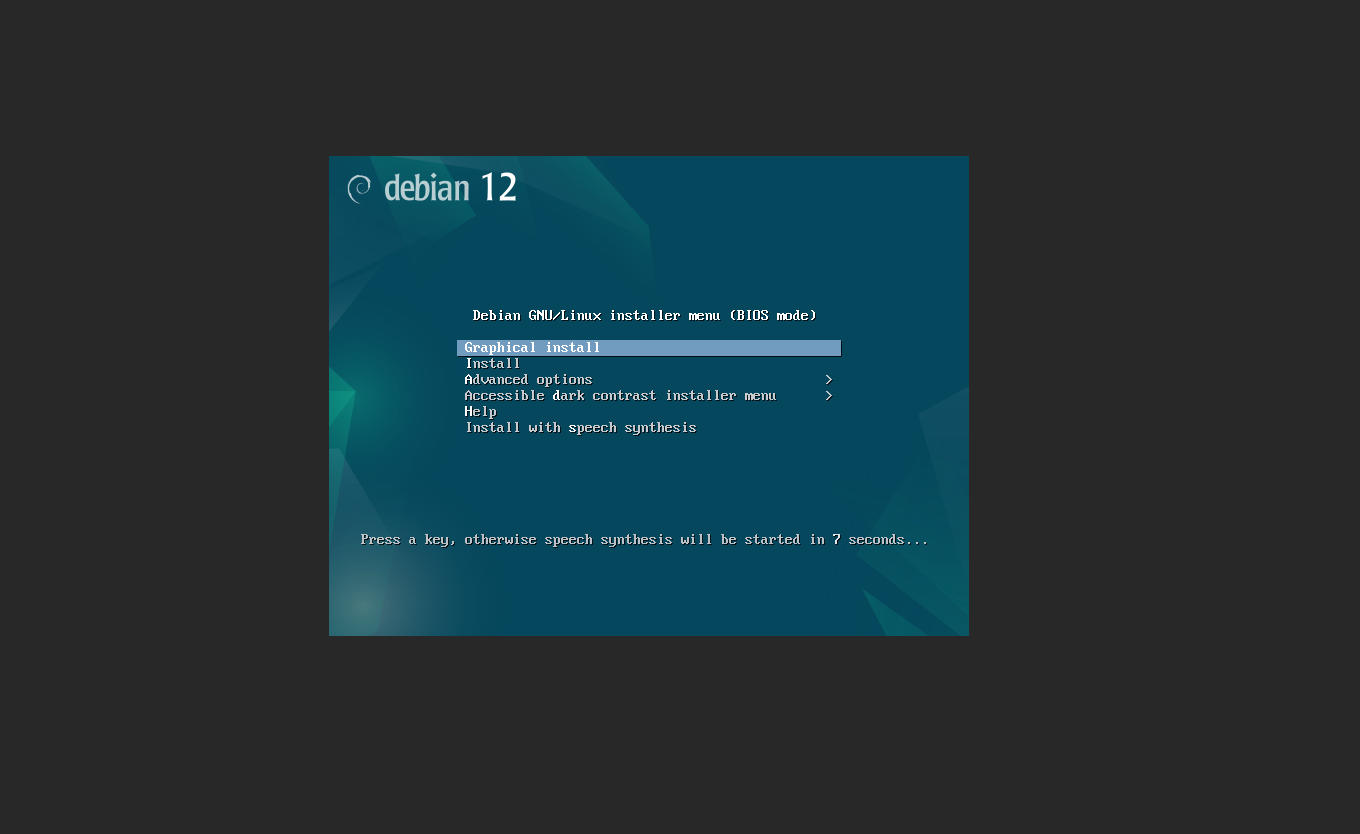 debian 12
Debian GNU/Linux installer menu (BIOS mode)
Graphical install
Install
Advanced options >
Accessible dark contrast installer menu >
Help
Install with speech synthesis
Press a key, otherwise speech synthesis will be started in 7 seconds...